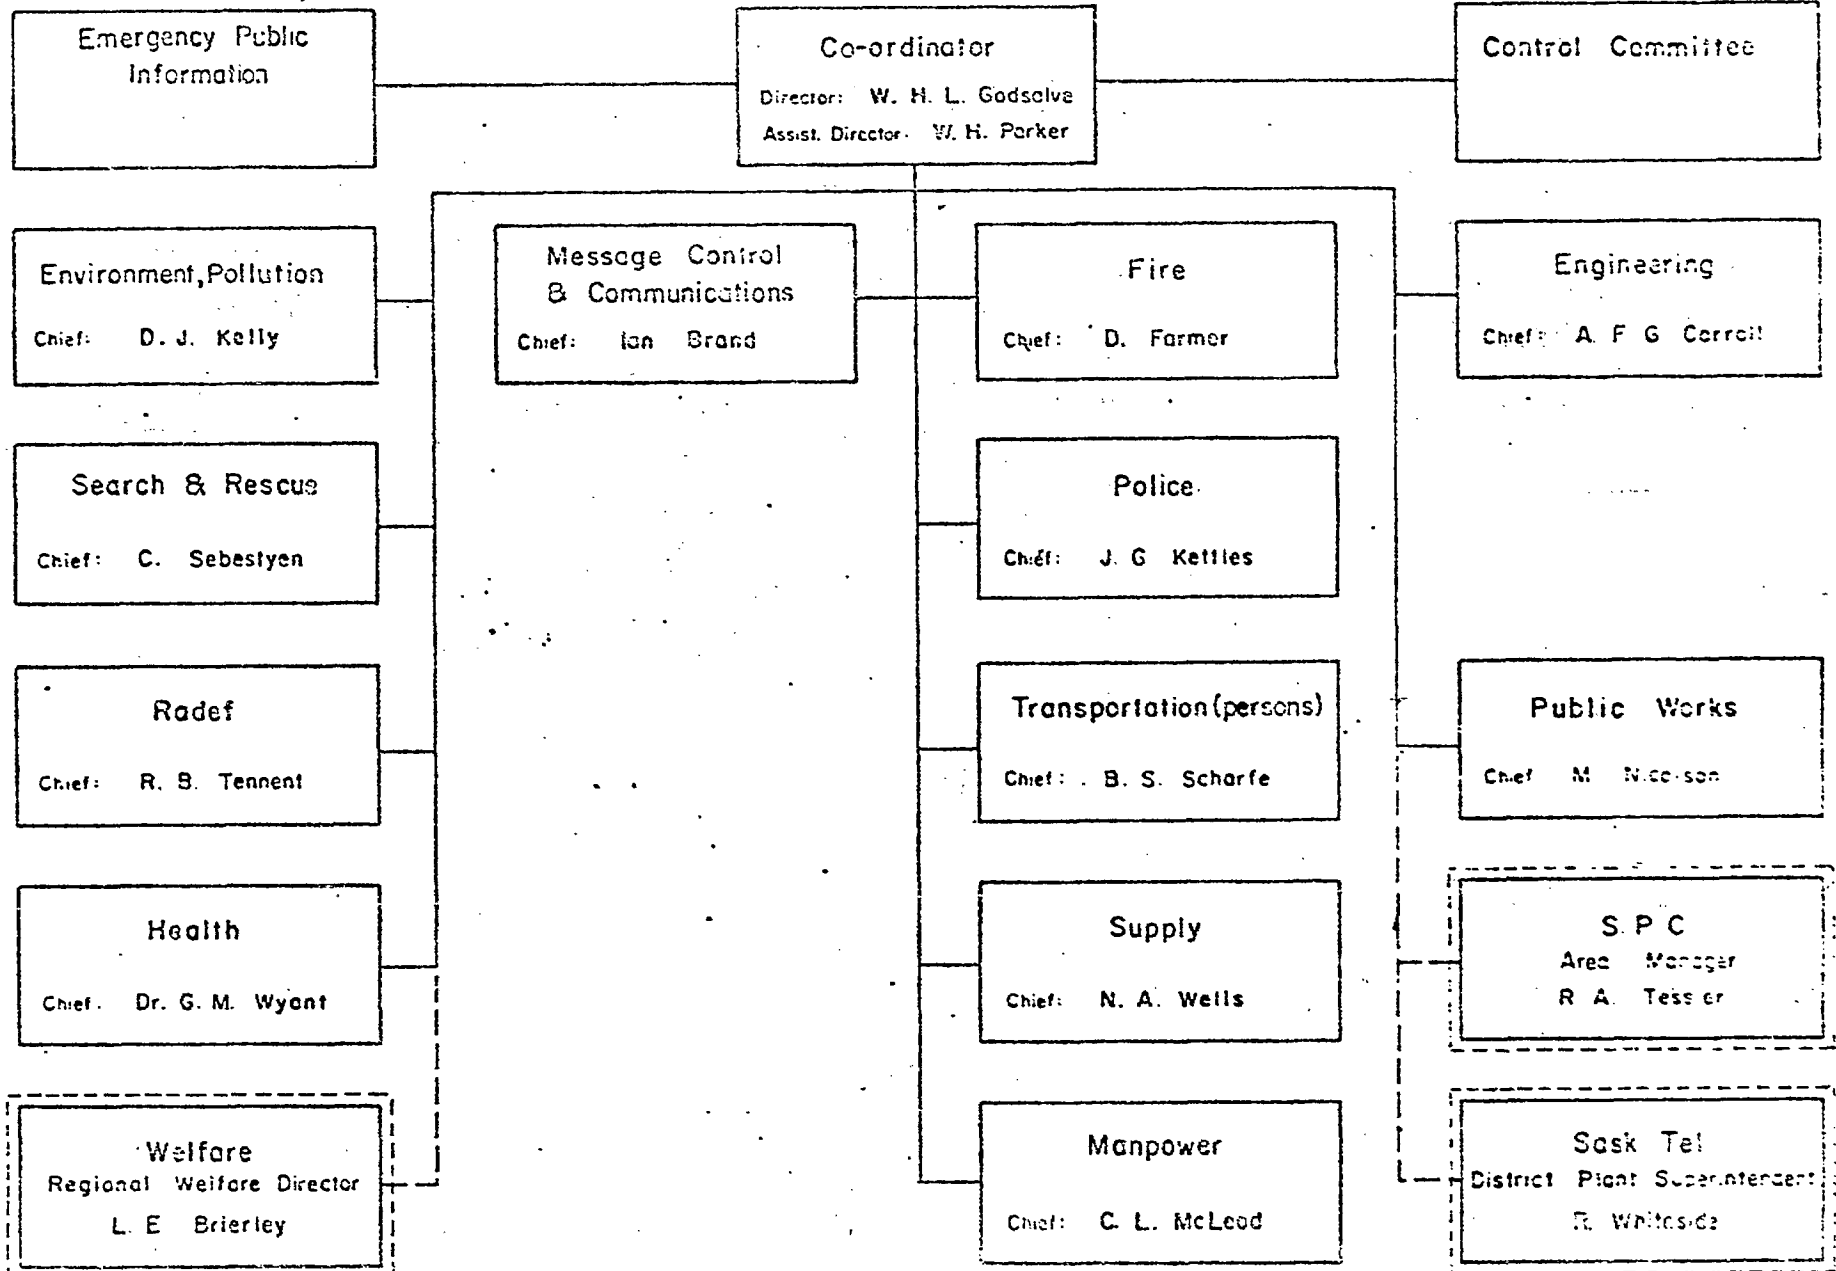 Emergency Public
Information
Co-ordinator
Director: W. H. L. Godsalve
Assist. Director. W. H. Parker
Control Committee
Environment, Pollution
Chief: D. J. Kelly
Message Control
& Communications
Chief: Ian Brand
Fire
Chief: D. Farmer
Engineering
Chief: A. F G
Search & Rescue
Chief: C. Sebestyen
Police
Chief: J. G Kettles
Radef
Chief: R. B. Tennent
Transportation (persons)
Chief: B. S. Scharfe
Public Works
Chief M
Health
Chief. Dr. G. M. Wyant
Supply
Chief: N. A. Wells
S. P C
Area Manager
R A. Tessier
Welfare
Regional Welfare Director
L. E Brierley
Manpower
Chief: C. L. McLeod
Sask Tel
District Plant Superintendent
R. Whiteside